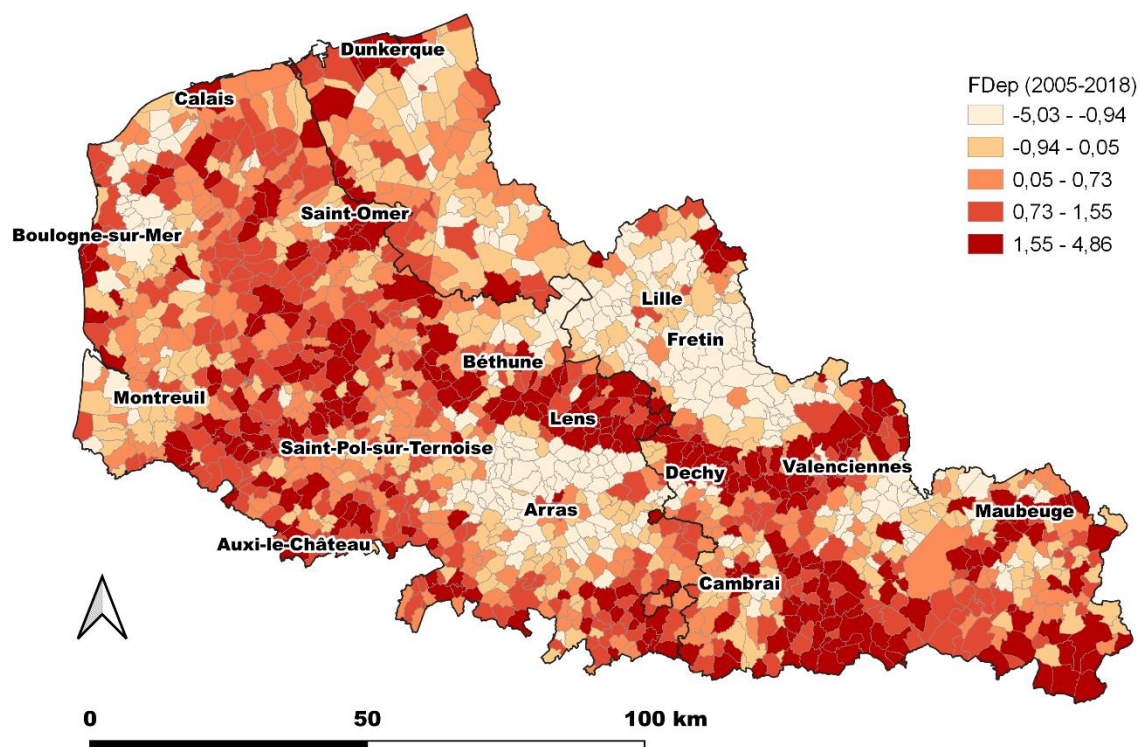 Dunkerque
FDep (2005-2018)
-5,03 - -0,94
-0,94 - 0,05
0,05 - 0,73
0,73 - 1,55
1,55 - 4,86
Calais
Saint-Omer
Boulogne-sur-Mer
Lille
Fretin
Béthune
Montreuil
Lens
Saint-Pol-sur-Ternoise
Dechy
Valenciennes
Arras
Maubeuge
Auxi-le-Château
Cambrai
0 50 100 km